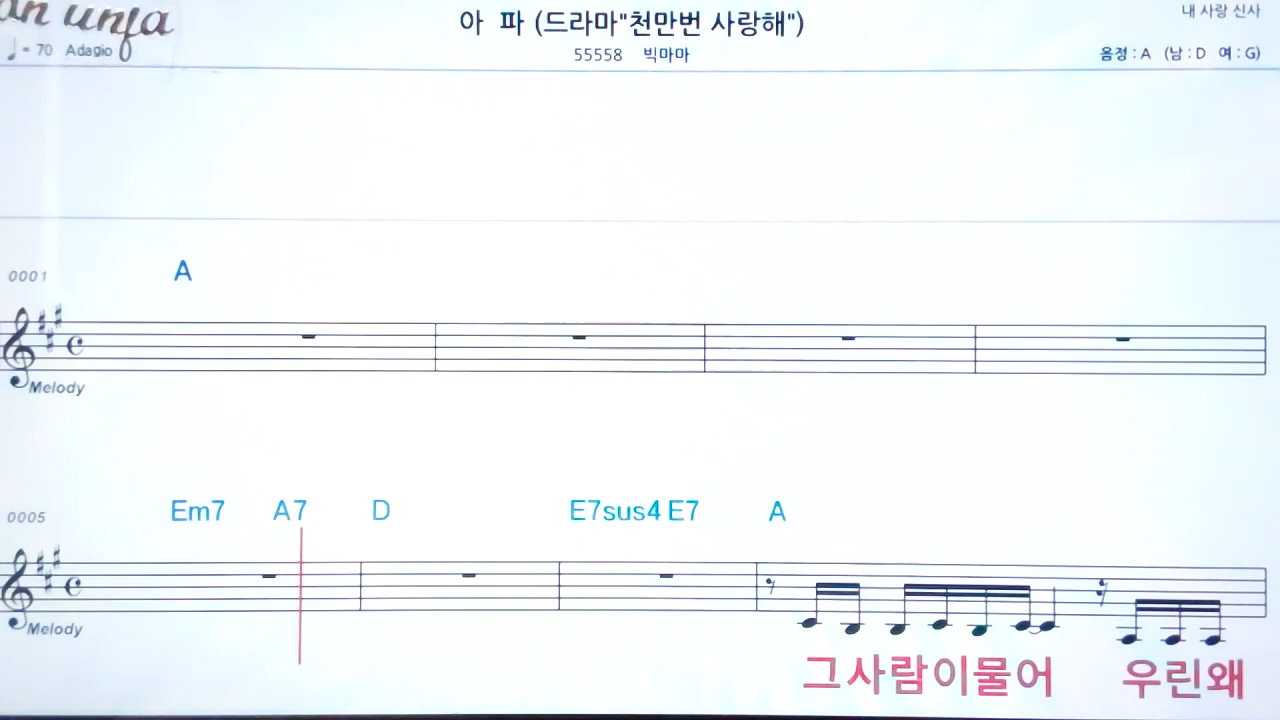 아 파 (드라마"천만번 사랑해")
내 사랑 신사
♩= 70 Adagio
55558 빅마마
음정 : A (남 : D 여 : G)
0001 A
Melody
0005 Em7 A7 D E7sus4 E7 A
Melody
그사람이물어 우린왜